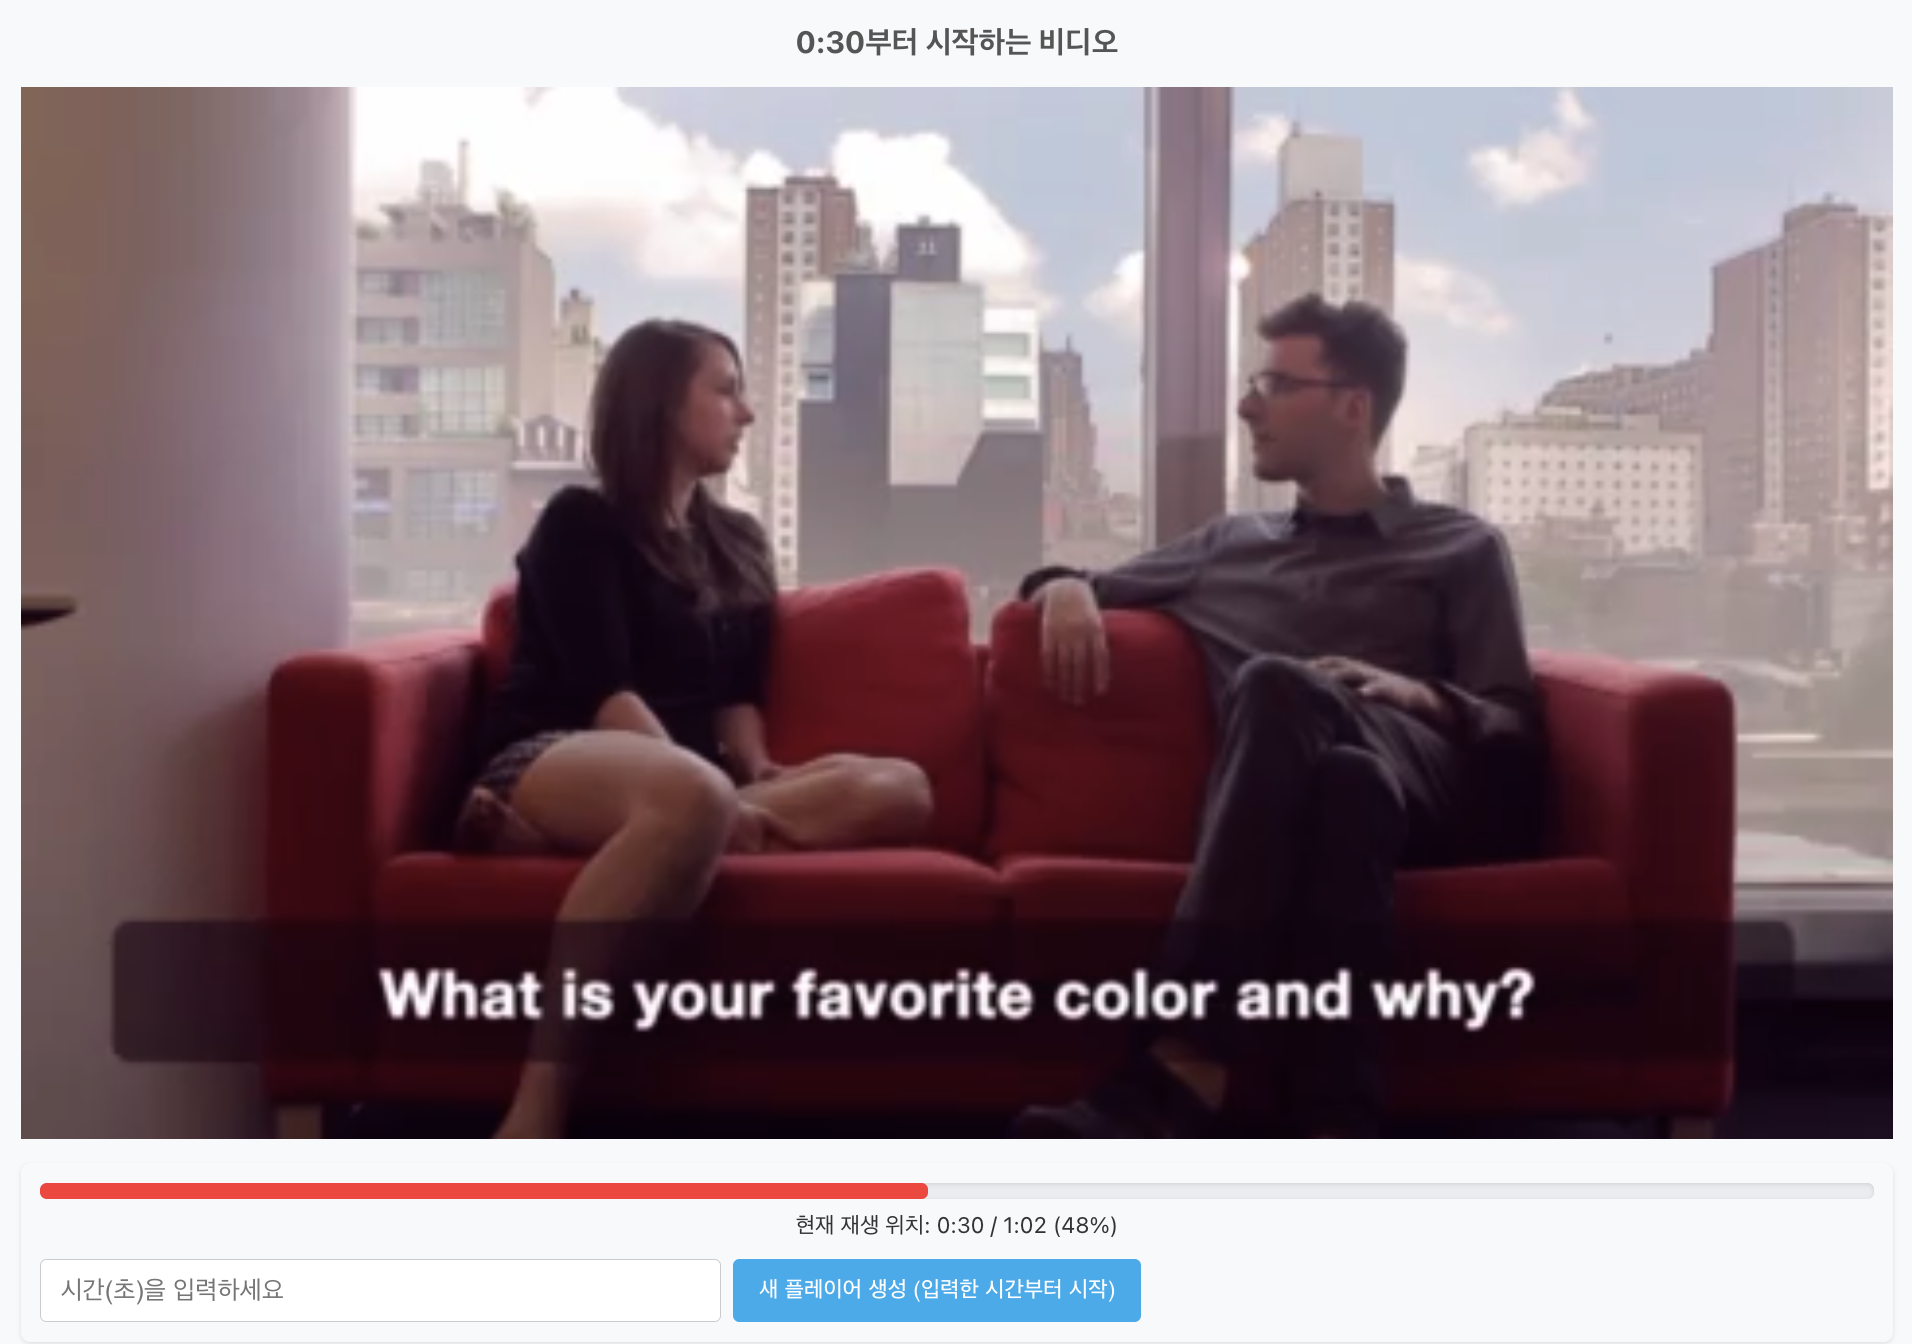 0:30부터 시작하는 비디오
What is your favorite color and why?
현재 재생 위치: 0:30 / 1:02 (48%)
시간(초)을 입력하세요
새 플레이어 생성 (입력한 시간부터 시작)